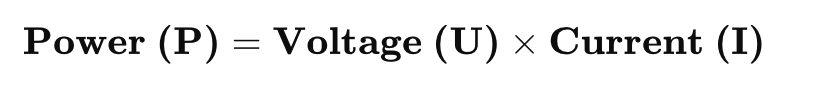 Power (P) = Voltage (U) × Current (I)